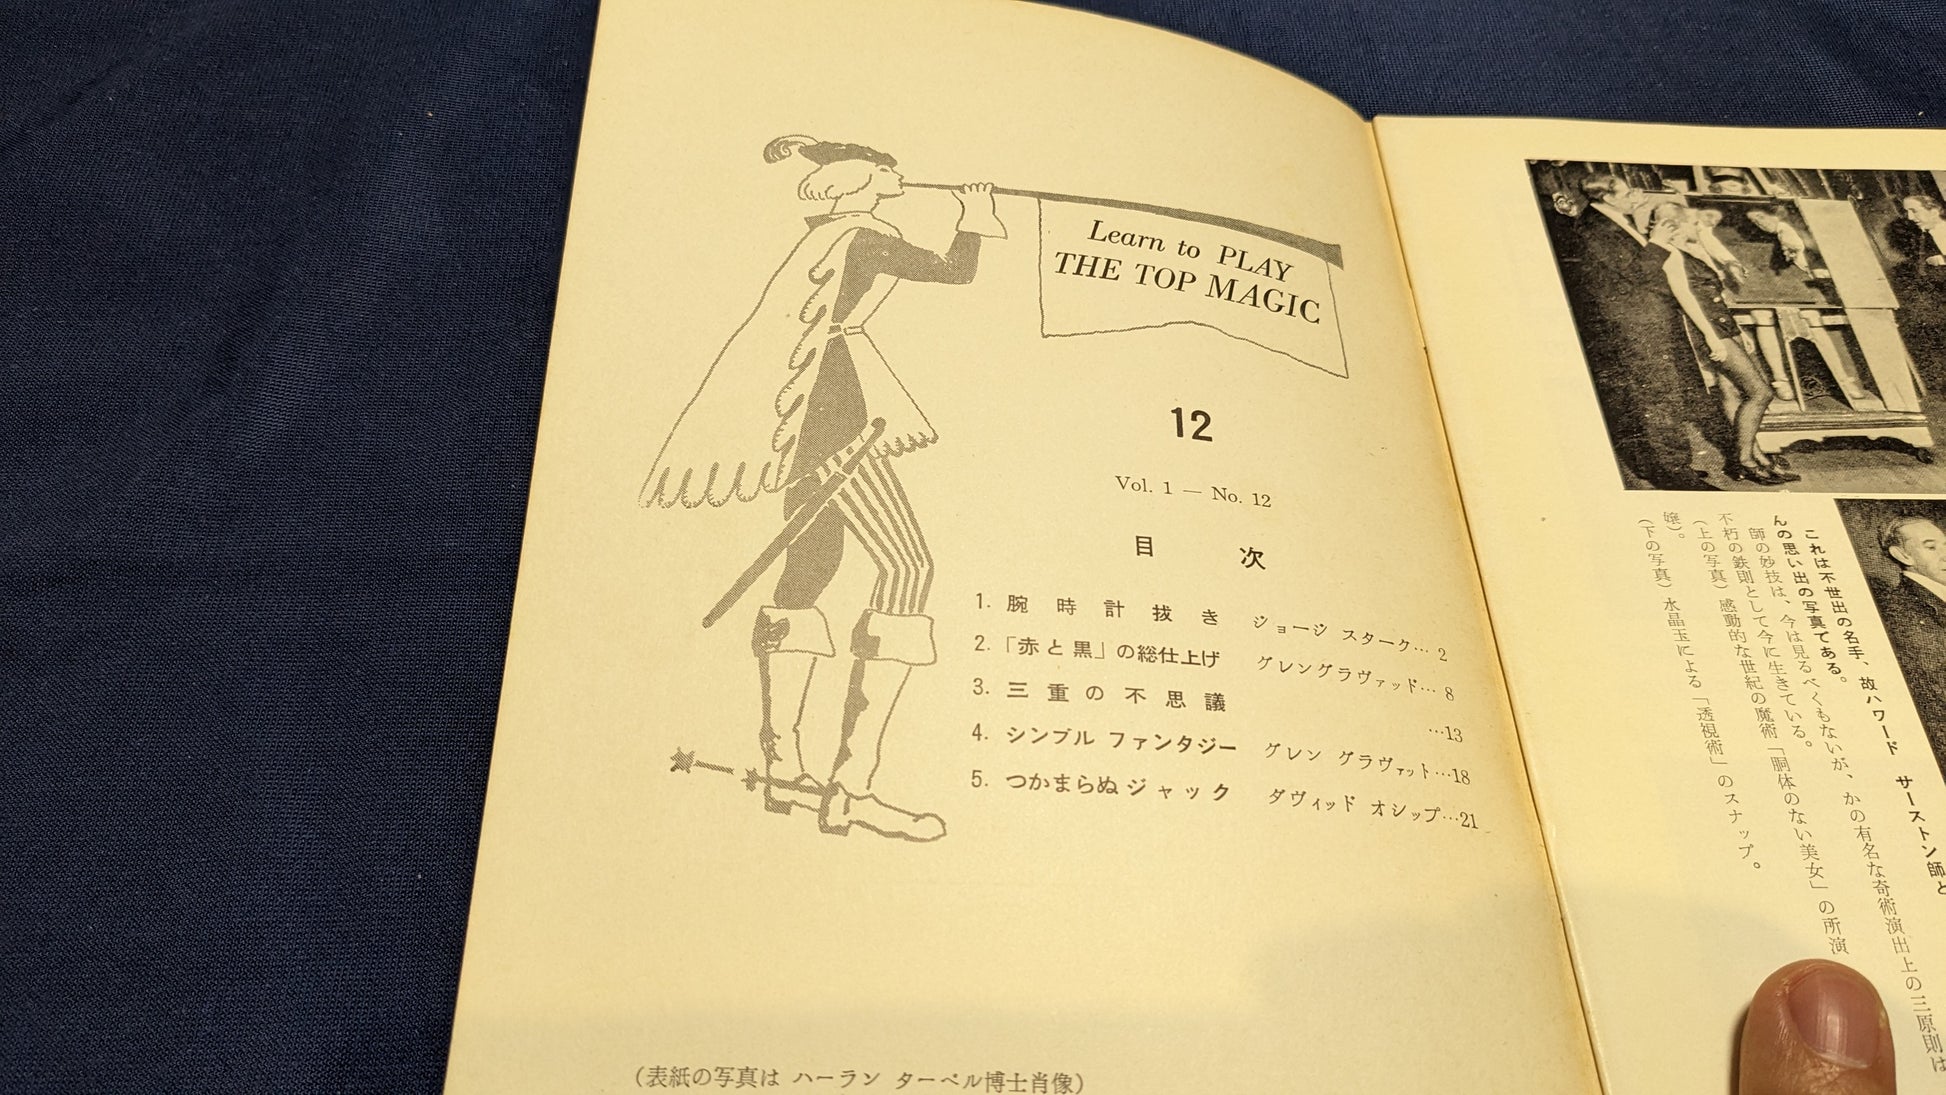 Learn to PLAY
THE TOP MAGIC
12
Vol. 1 — No. 12
目 次
1. 腕時計抜き ジョージ スターク… 2
2. 「赤と黒」の総仕上げ グレングラヴァッド… 8
3. 三重の不思議 …13
4. シンブル ファンタジー グレン グラヴァット…18
5. つかまらぬジャック ダヴィッド オシップ…21
(表紙の写真は ハーラン ターベル博士肖像)
これは不世出の名手、故ハワード サーストン師と
んの思い出の写真である。
師の妙技は、今は見るべくもないが、かの有名な奇術演出上の三原則は
不朽の鉄則として今に生きている。
(上の写真) 感動的な世紀の魔術「胴体のない美女」の所演
嬢)。
(下の写真) 水晶玉による「透視術」のスナップ。